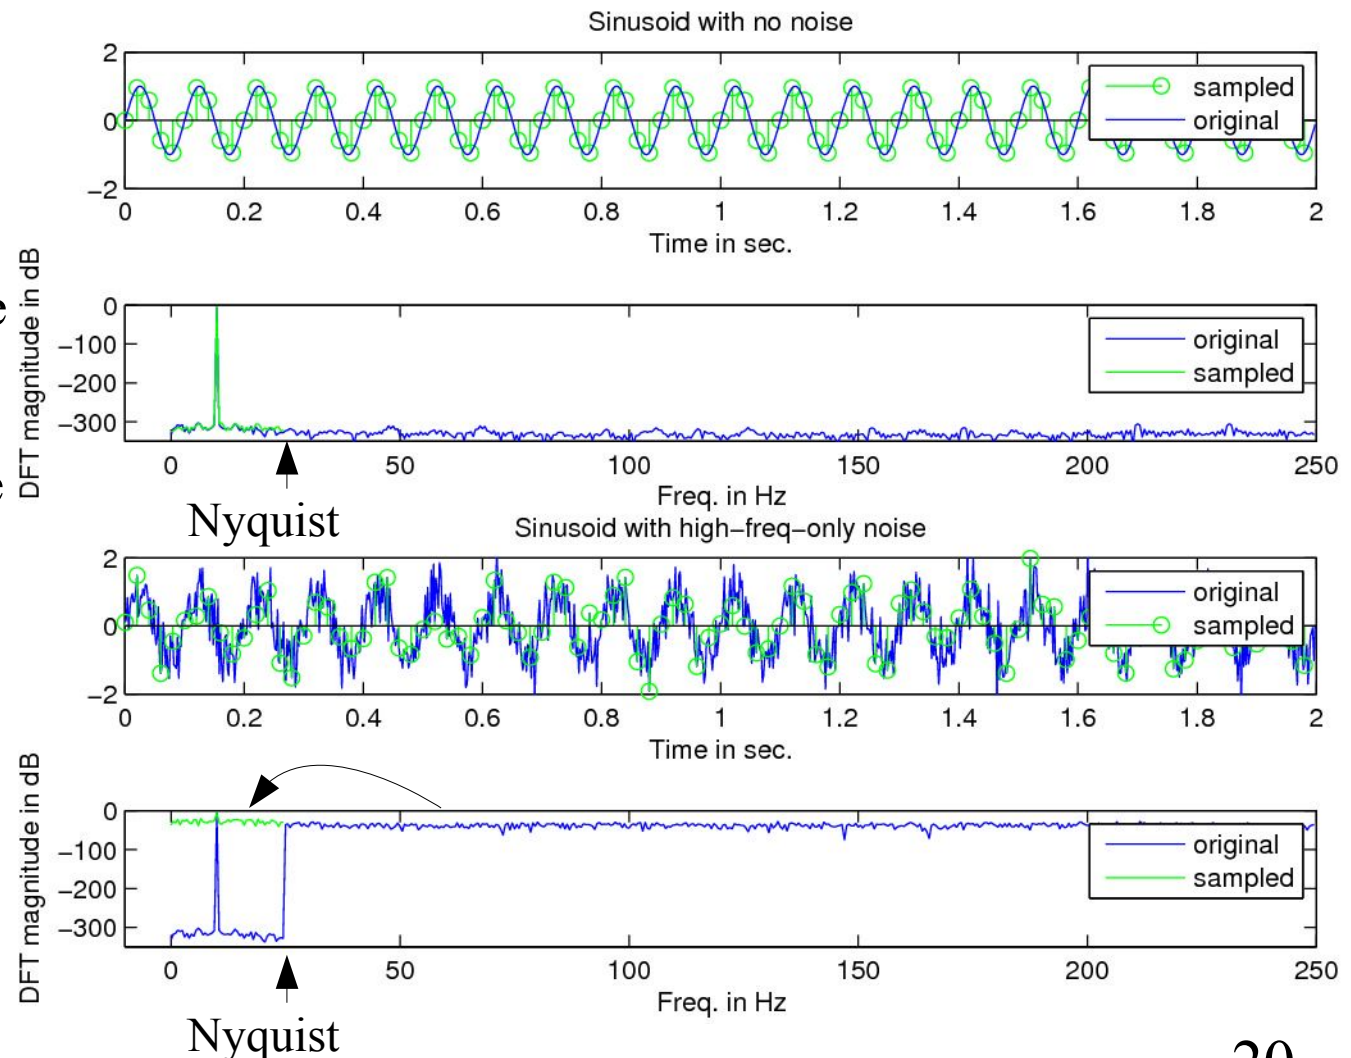 Sinusoid with no noise
2
0
−2
sampled
original
0 0.2 0.4 0.6 0.8 1 1.2 1.4 1.6 1.8 2
Time in sec.
DFT magnitude in dB
0
−100
−200
−300
original
sampled
0 50 100 150 200 250
Freq. in Hz
Nyquist
Sinusoid with high−freq−only noise
2
0
−2
original
sampled
0 0.2 0.4 0.6 0.8 1 1.2 1.4 1.6 1.8 2
Time in sec.
DFT magnitude in dB
0
−100
−200
−300
original
sampled
0 50 100 150 200 250
Freq. in Hz
Nyquist